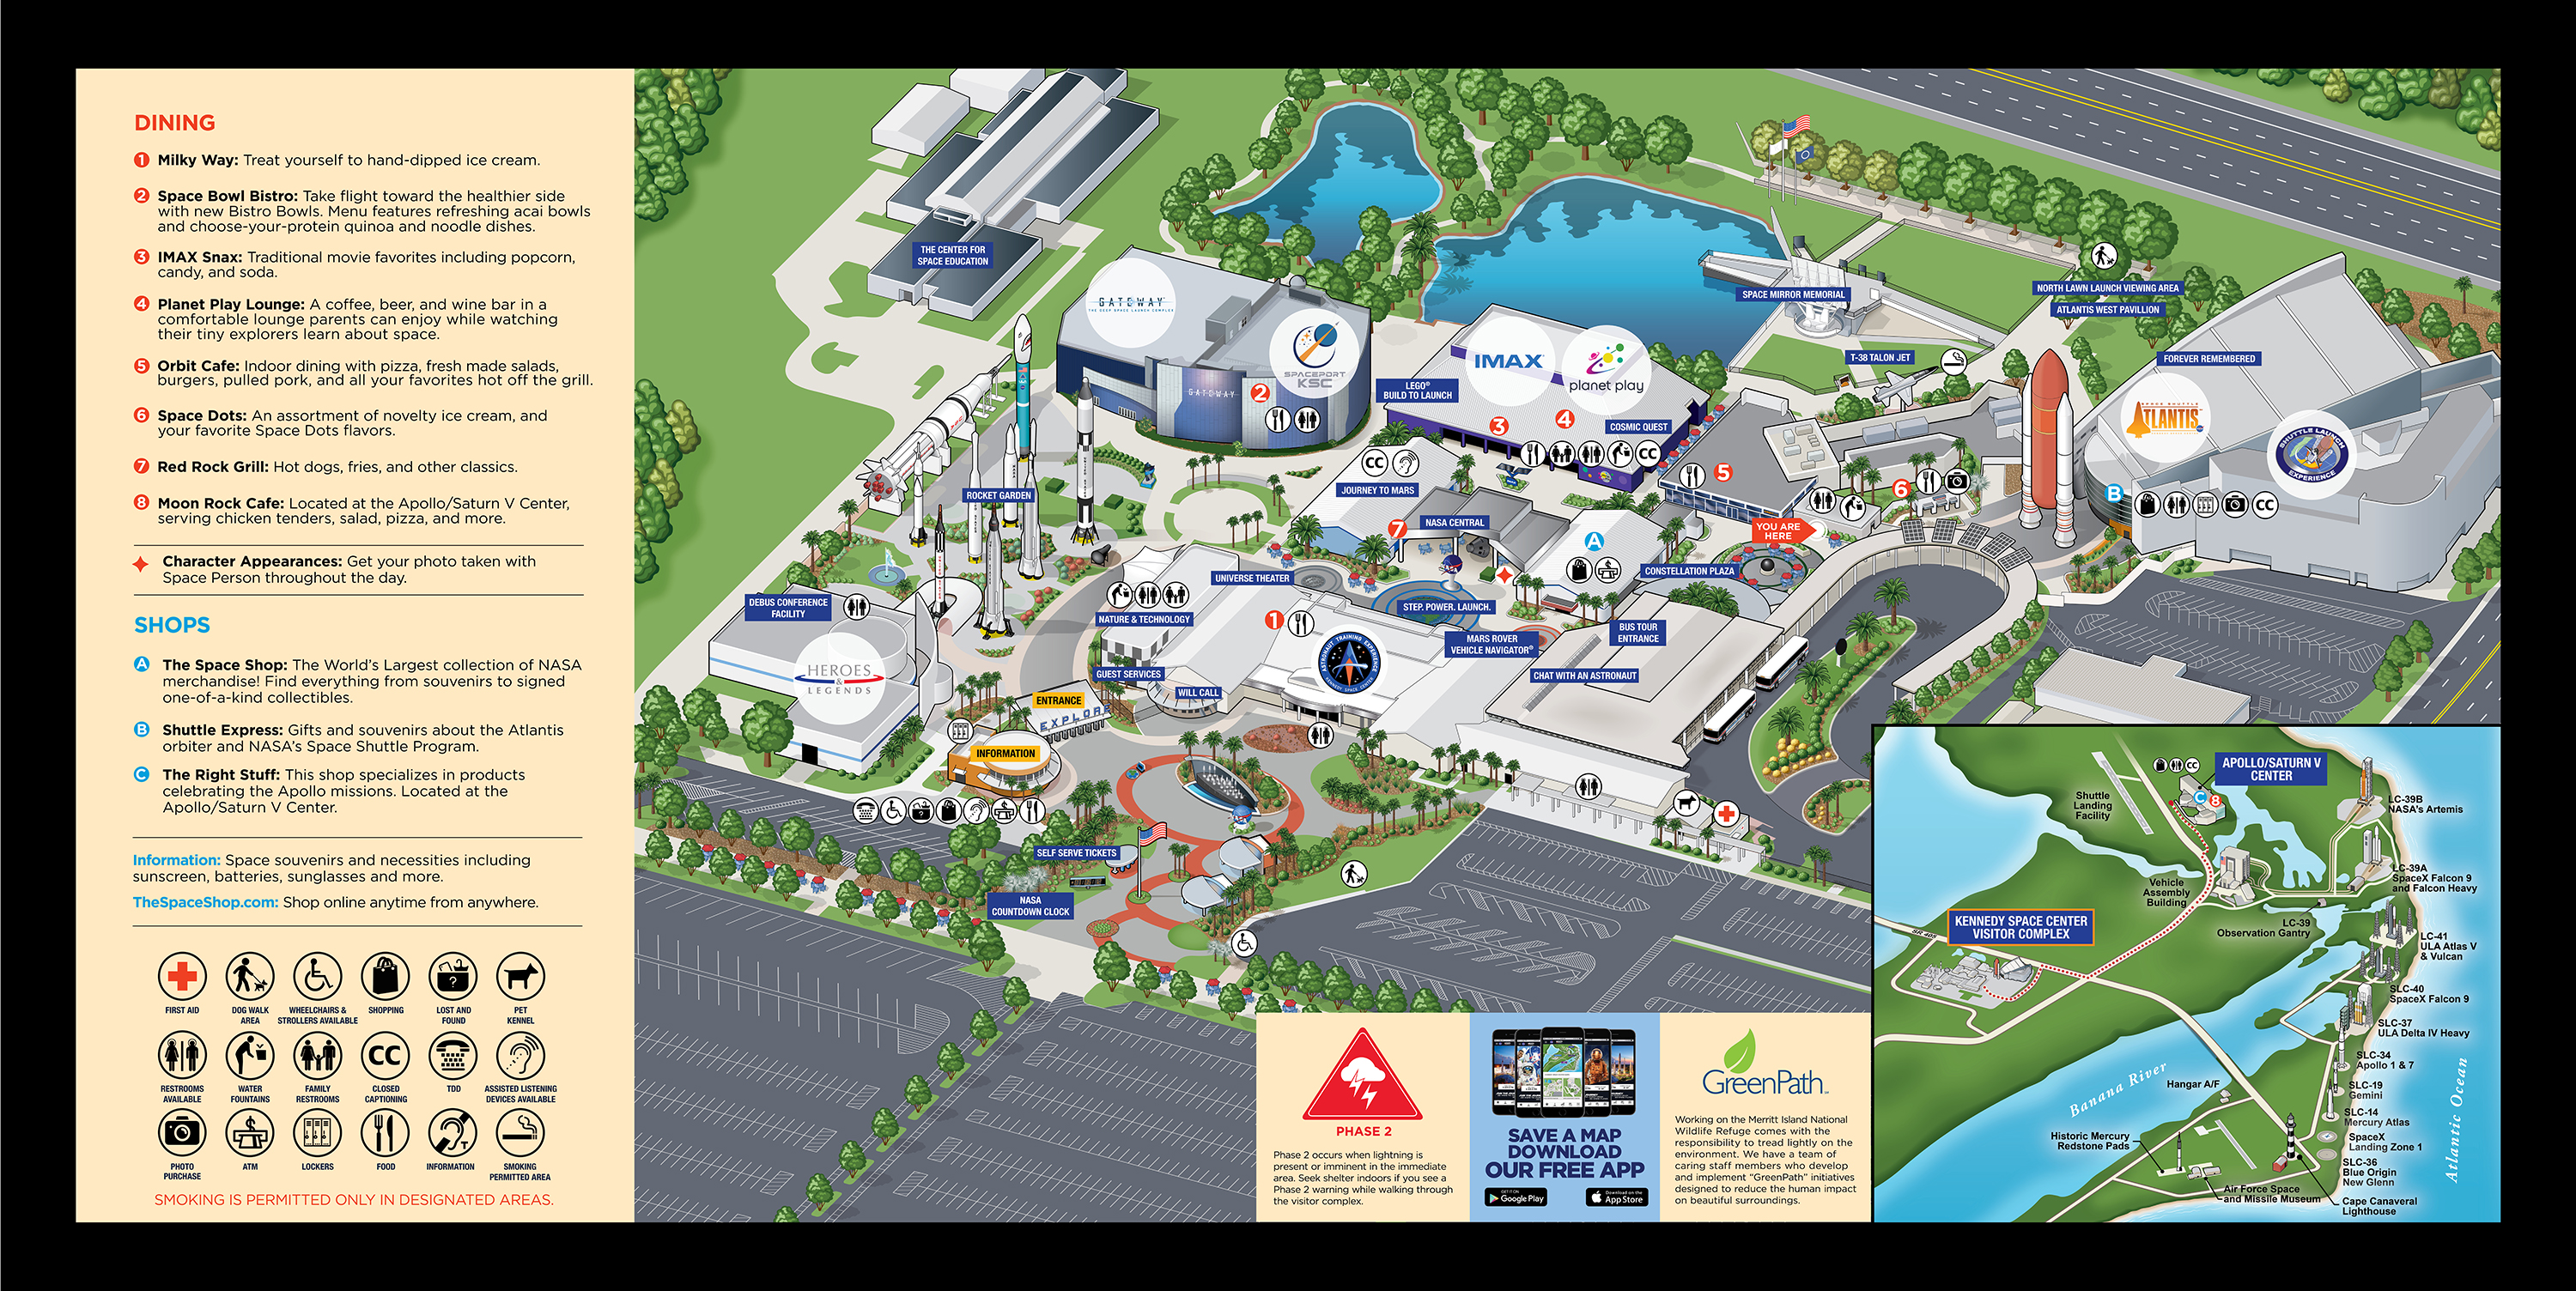 DINING
1 Milky Way: Treat yourself to hand-dipped ice cream.
2 Space Bowl Bistro: Take flight toward the healthier side
with new Bistro Bowls. Menu features refreshing acai bowls
and choose-your-protein quinoa and noodle dishes.
3 IMAX Snax: Traditional movie favorites including popcorn,
candy, and soda.
4 Planet Play Lounge: A coffee, beer, and wine bar in a
comfortable lounge parents can enjoy while watching
their tiny explorers learn about space.
5 Orbit Cafe: Indoor dining with pizza, fresh made salads,
burgers, pulled pork, and all your favorites hot off the grill.
6 Space Dots: An assortment of novelty ice cream, and
your favorite Space Dots flavors.
7 Red Rock Grill: Hot dogs, fries, and other classics.
8 Moon Rock Cafe: Located at the Apollo/Saturn V Center,
serving chicken tenders, salad, pizza, and more.
Character Appearances: Get your photo taken with
Space Person throughout the day.
SHOPS
A The Space Shop: The World's Largest collection of NASA
merchandise! Find everything from souvenirs to signed
one-of-a-kind collectibles.
B Shuttle Express: Gifts and souvenirs about the Atlantis
orbiter and NASA's Space Shuttle Program.
C The Right Stuff: This shop specializes in products
celebrating the Apollo missions. Located at the
Apollo/Saturn V Center.
Information: Space souvenirs and necessities including
sunscreen, batteries, sunglasses and more.
TheSpaceShop.com: Shop online anytime from anywhere.
FIRST AID
DOG WALK
AREA
WHEELCHAIRS &
STROLLERS AVAILABLE
SHOPPING
?
LOST AND
FOUND
PET
KENNEL
RESTROOMS
AVAILABLE
WATER
FOUNTAINS
FAMILY
RESTROOMS
CC
CLOSED
CAPTIONING
TDD
ASSISTED LISTENING
DEVICES AVAILABLE
PHOTO
PURCHASE
ATM
LOCKERS
FOOD
T
INFORMATION
SMOKING
PERMITTED AREA
SMOKING IS PERMITTED ONLY IN DESIGNATED AREAS.
THE CENTER FOR
SPACE EDUCATION
GATEWAY
THE DEEP SPACE LAUNCH COMPLEX
SPACEPORT
KSC
GATEWAY
2
IMAX
planet play
LEGO®
BUILD TO LAUNCH
3
4
COSMIC QUEST
CC
SPACE MIRROR MEMORIAL
T-38 TALON JET
NORTH LAWN LAUNCH VIEWING AREA
ATLANTIS WEST PAVILLION
FOREVER REMEMBERED
SPACE SHUTTLE
ATLANTIS
SHUTTLE LAUNCH
EXPERIENCE
B
CC
5
6
YOU ARE
HERE
CC
JOURNEY TO MARS
ROCKET GARDEN
7
NASA CENTRAL
A
CONSTELLATION PLAZA
UNIVERSE THEATER
STEP. POWER. LAUNCH.
DEBUS CONFERENCE
FACILITY
NATURE & TECHNOLOGY
1
ASTRONAUT TRAINING EXPERIENCE
KENNEDY SPACE CENTER
MARS ROVER
VEHICLE NAVIGATOR®
BUS TOUR
ENTRANCE
CHAT WITH AN ASTRONAUT
HEROES
&
LEGENDS
GUEST SERVICES
WILL CALL
ENTRANCE
EXPLORE
INFORMATION
SELF SERVE TICKETS
NASA
COUNTDOWN CLOCK
PHASE 2
Phase 2 occurs when lightning is
present or imminent in the immediate
area. Seek shelter indoors if you see a
Phase 2 warning while walking through
the visitor complex.
SAVE A MAP
DOWNLOAD
OUR FREE APP
GET IT ON
Google Play
Download on the
App Store
GreenPath
Working on the Merritt Island National
Wildlife Refuge comes with the
responsibility to tread lightly on the
environment. We have a team of
caring staff members who develop
and implement "GreenPath" initiatives
designed to reduce the human impact
on beautiful surroundings.
CC
APOLLO/SATURN V
CENTER
C 8
Shuttle
Landing
Facility
LC-39B
NASA's Artemis
LC-39A
SpaceX Falcon 9
and Falcon Heavy
Vehicle
Assembly
Building
LC-39
Observation Gantry
KENNEDY SPACE CENTER
VISITOR COMPLEX
SR 405
LC-41
ULA Atlas V
& Vulcan
SLC-40
SpaceX Falcon 9
SLC-37
ULA Delta IV Heavy
SLC-34
Apollo 1 & 7
SLC-19
Gemini
SLC-14
Mercury Atlas
SpaceX
Landing Zone 1
SLC-36
Blue Origin
New Glenn
Banana River
Hangar A/F
Historic Mercury
Redstone Pads
Air Force Space
and Missile Museum
Cape Canaveral
Lighthouse
Atlantic Ocean